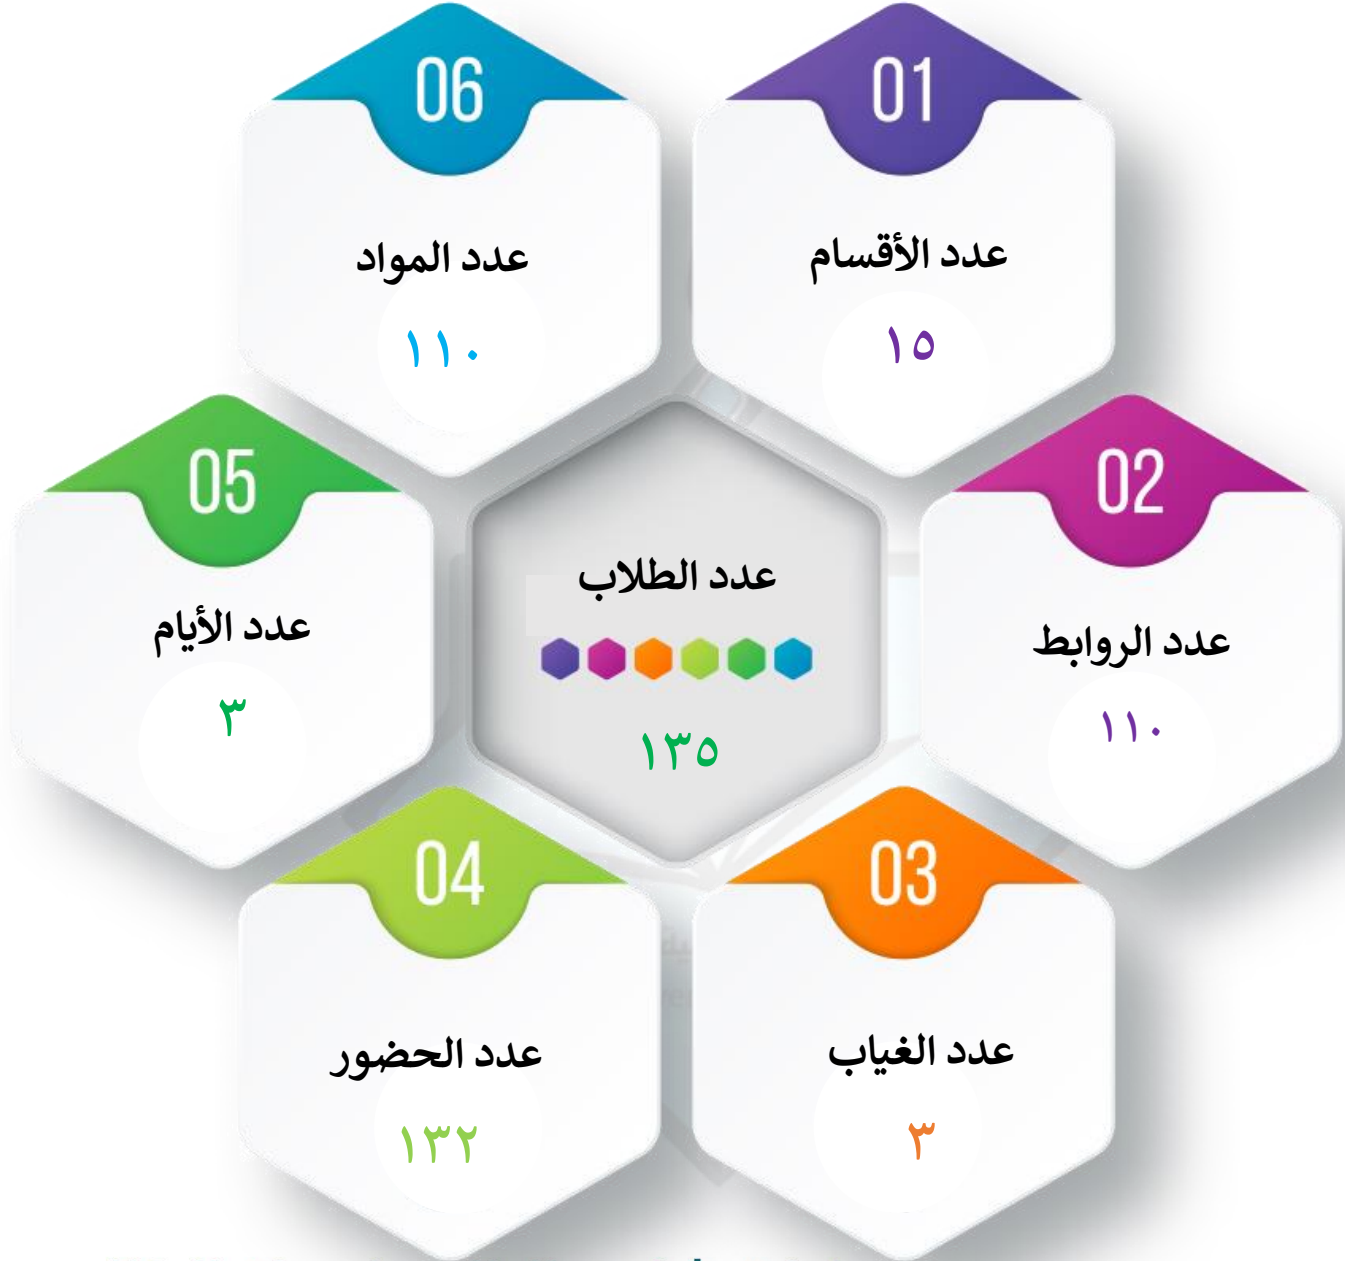 01
عدد الأقسام
١٥
02
عدد الروابط
١١٠
03
عدد الغياب
٣
04
عدد الحضور
١٣٢
05
عدد الأيام
٣
06
عدد المواد
١١٠
عدد الطلاب
١٣٥